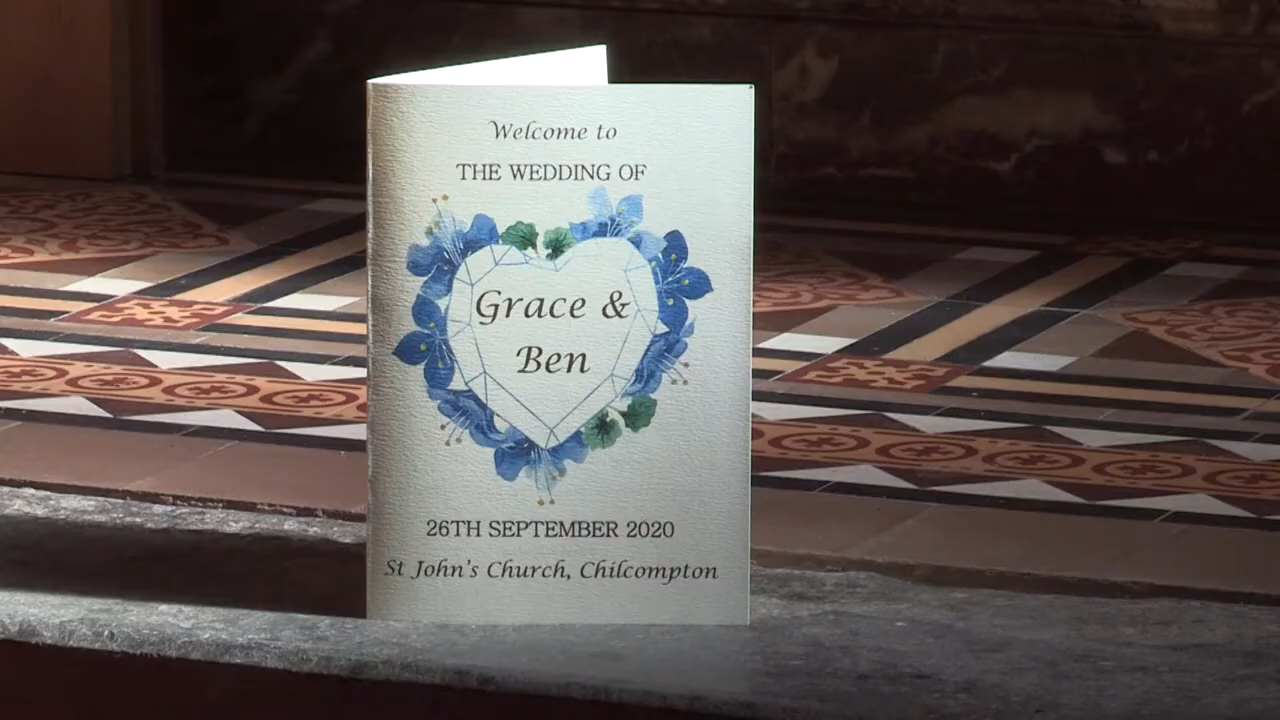 Welcome to
THE WEDDING OF
Grace &
Ben
26TH SEPTEMBER 2020
St John's Church, Chilcompton